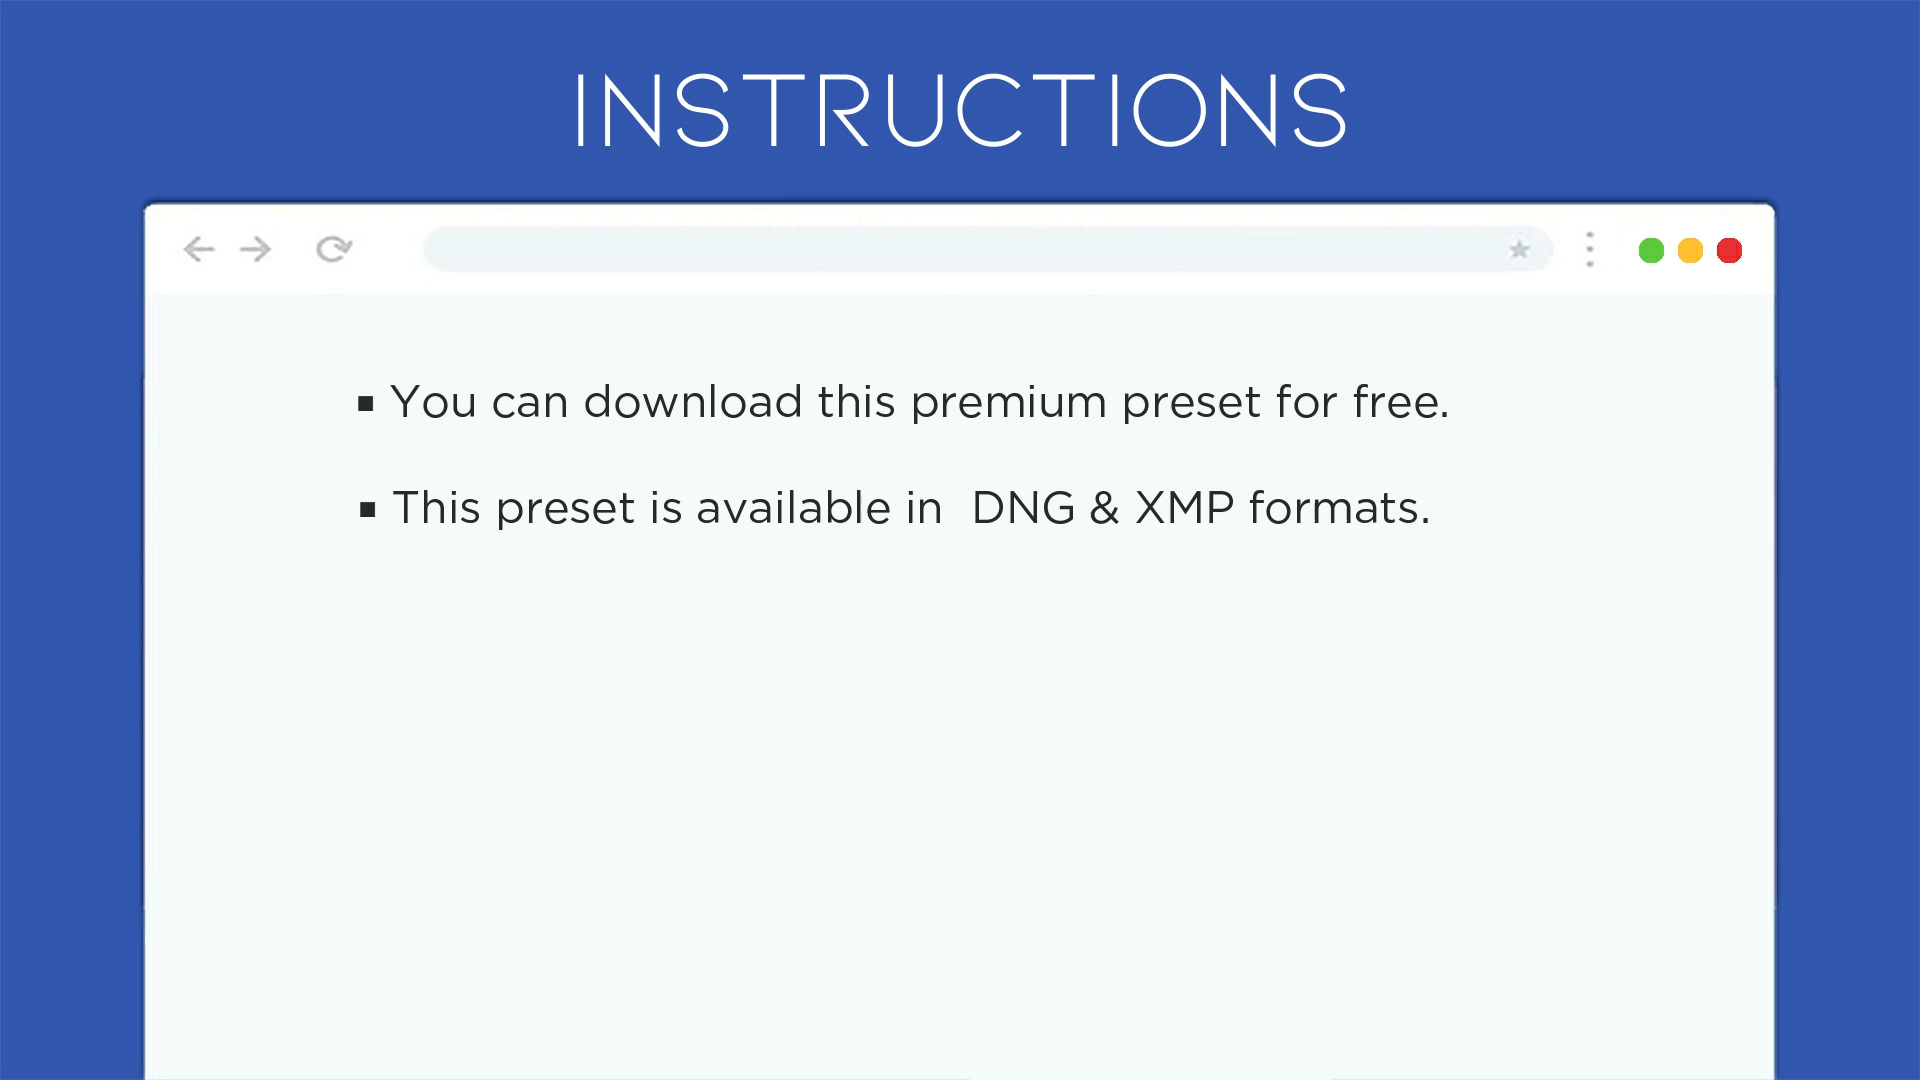 INSTRUCTIONS
▪ You can download this premium preset for free.
▪ This preset is available in  DNG & XMP formats.